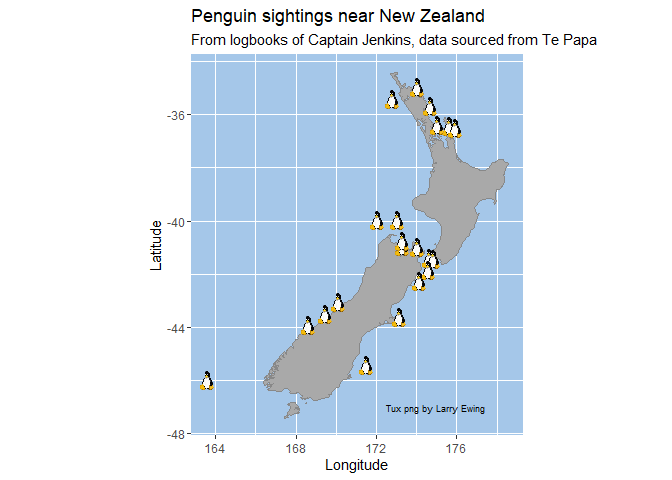 Penguin sightings near New Zealand
From logbooks of Captain Jenkins, data sourced from Te Papa
-36
-40
-44
-48
Latitude
Tux png by Larry Ewing
164
168
172
176
Longitude